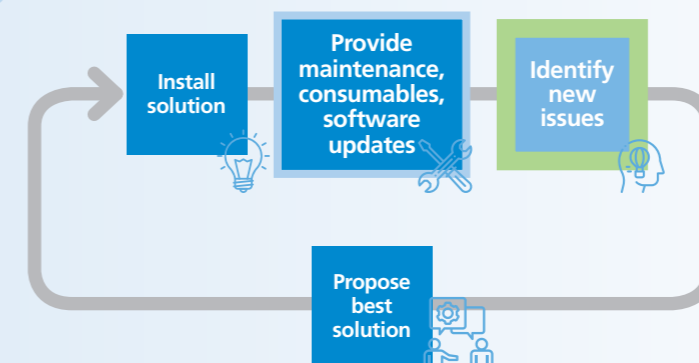 Install
solution
Provide
maintenance,
consumables,
software
updates
Identify
new
issues
Propose
best
solution